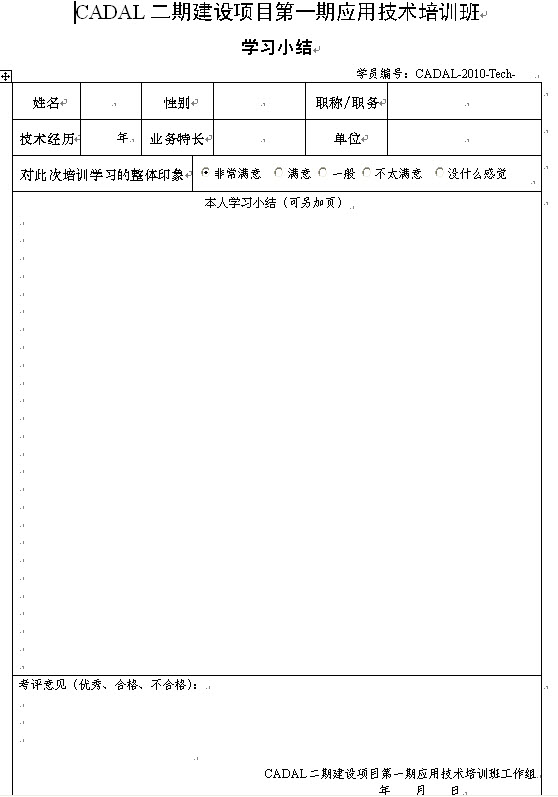 CADAL 二期建设项目第一期应用技术培训班
学习小结
学员编号：CADAL-2010-Tech-
姓名 性别 职称/职务
技术经历 年 业务特长 单位
对此次培训学习的整体印象 非常满意 满意 一般 不太满意 没什么感觉
本人学习小结（可另加页）
考评意见（优秀、合格、不合格）：
CADAL 二期建设项目第一期应用技术培训班工作组
年 月 日